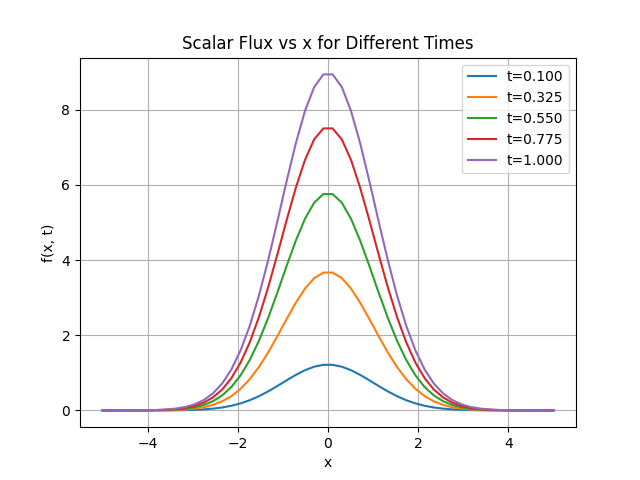 Scalar Flux vs x for Different Times
t=0.100
t=0.325
t=0.550
t=0.775
t=1.000
8
6
4
2
0
f(x, t)
−4
−2
0
2
4
x